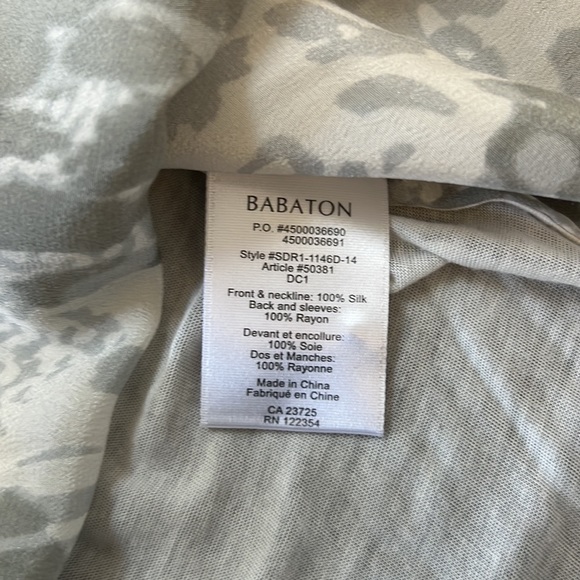 BABATON
P.O. #4500036690
4500036691
Style #SDR1-1146D-14
Article #50381
DC1
Front & neckline: 100% Silk
Back and sleeves:
100% Rayon
Devant et encollure:
100% Soie
Dos et Manches:
100% Rayonne
Made in China
Fabriqué en Chine
CA 23725
RN 122354